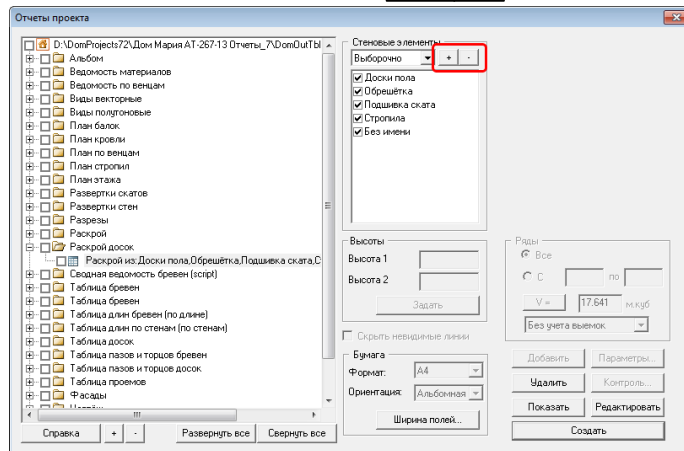 Отчеты проекта
D:\DomProjects72\Дом Мария АТ-267-13 Отчеты_7\DomOutTbl
Альбом
Ведомость материалов
Ведомость по венцам
Виды векторные
Виды полутоновые
План балок
План кровли
План по венцам
План стропил
План этажа
Развертки скатов
Развертки стен
Разрезы
Раскрой
Раскрой досок
Раскрой из:Доски пола,Обрешётка,Подшивка ската,С
Сводная ведомость бревен (script)
Таблица бревен
Таблица бревен
Таблица длин бревен (по длине)
Таблица длин по стенам (по стенам)
Таблица досок
Таблица пазов и торцов бревен
Таблица пазов и торцов досок
Таблица проемов
Фасады
Справка
+
-
Развернуть все
Свернуть все
Стеновые элементы
Выборочно
+
-
Доски пола
Обрешётка
Подшивка ската
Стропила
Без имени
Высоты
Высота 1
Высота 2
Задать
Скрыть невидимые линии
Бумага
Формат:
A4
Ориентация:
Альбомная
Ширина полей...
Ряды
Все
С
по
V =
17.641
м.куб
Без учета выемок
Добавить
Параметры...
Удалить
Контроль...
Показать
Редактировать
Создать